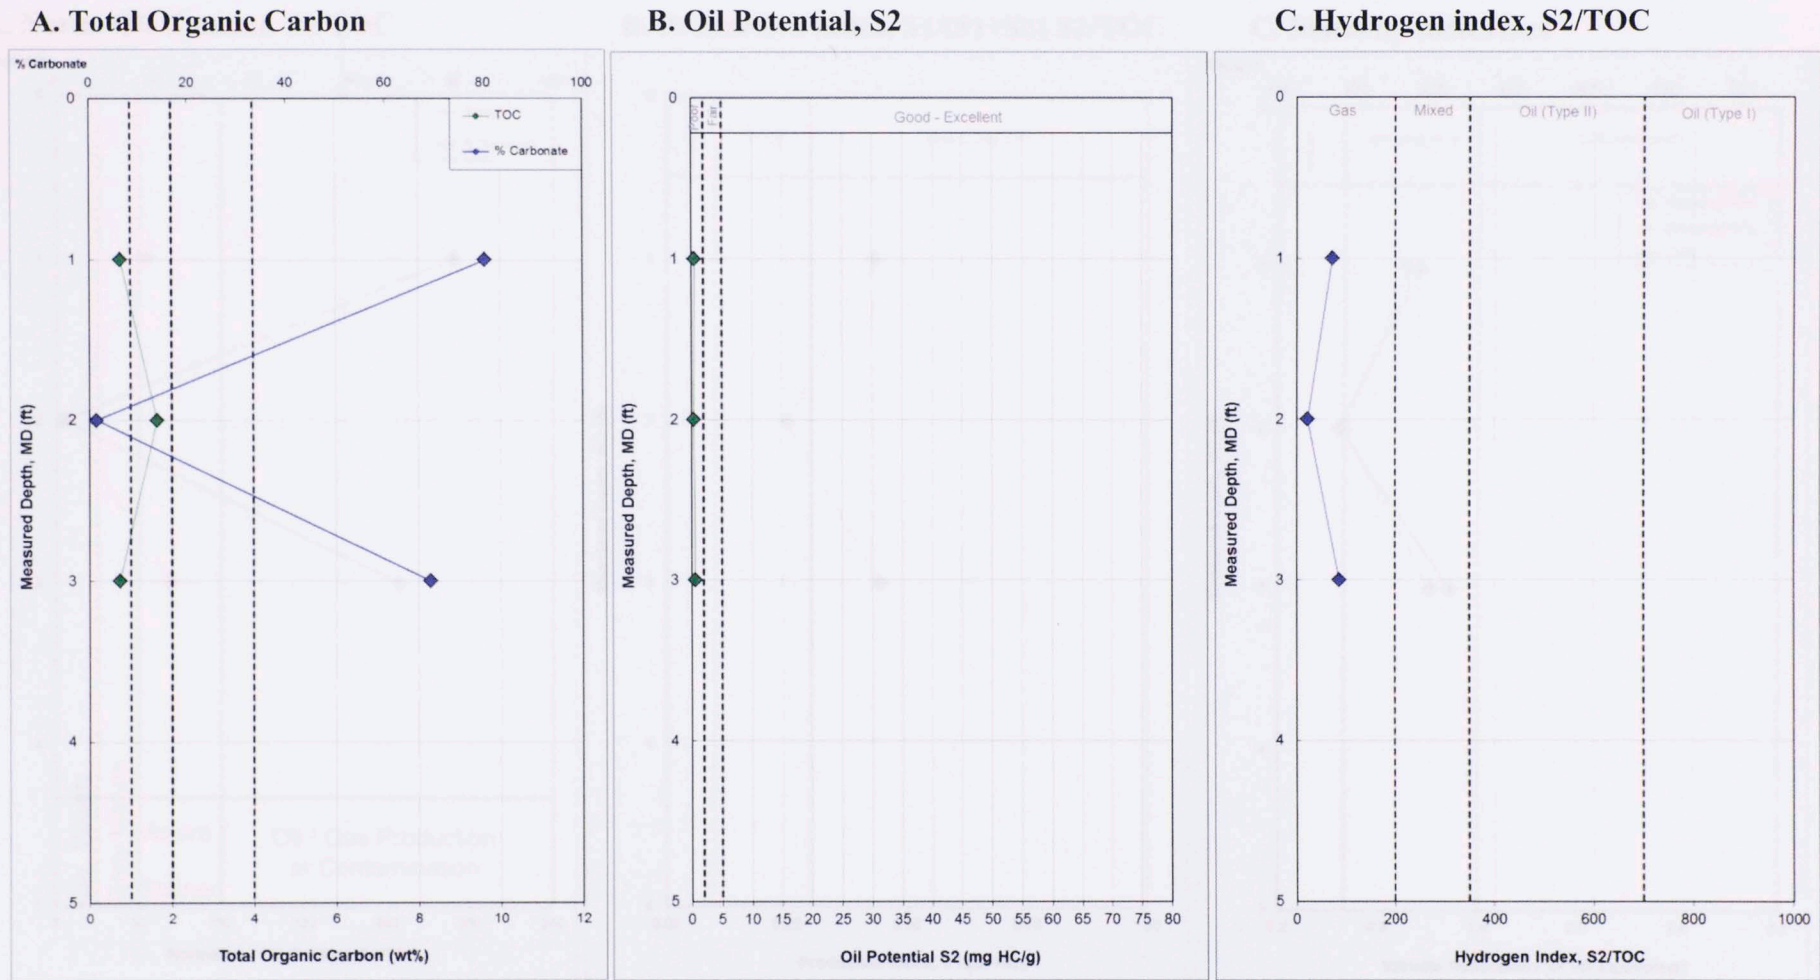 A. Total Organic Carbon
B. Oil Potential, S2
C. Hydrogen index, S2/TOC
% Carbonate
0 20 40 60 80 100
TOC
% Carbonate
0
1
2
3
4
5
Measured Depth, MD (ft)
0 2 4 6 8 10 12
Total Organic Carbon (wt%)
Poor
Fair
Good - Excellent
0
1
2
3
4
5
Measured Depth, MD (ft)
0 5 10 15 20 25 30 35 40 45 50 55 60 65 70 75 80
Oil Potential S2 (mg HC/g)
Gas Mixed Oil (Type II) Oil (Type I)
0
1
2
3
4
5
Measured Depth, MD (ft)
0 200 400 600 800 1000
Hydrogen Index, S2/TOC